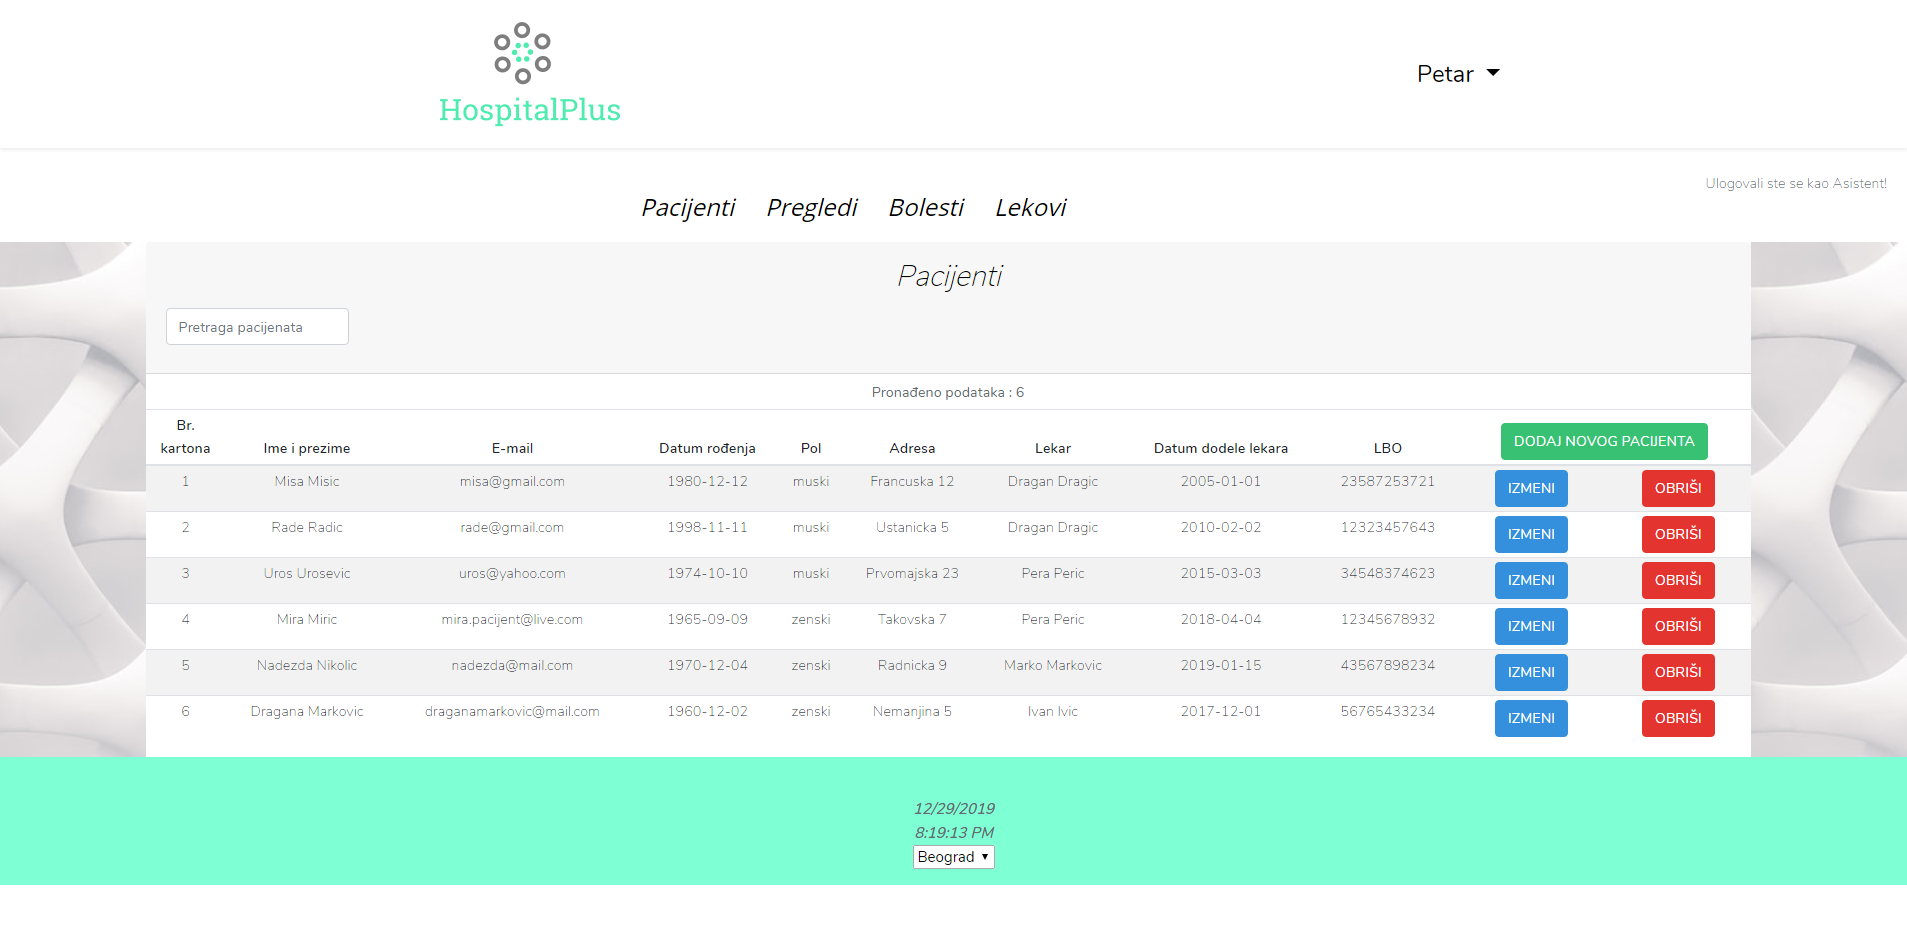 HospitalPlus
Petar
Ulogovali ste se kao Asistent!
Pacijenti Pregledi Bolesti Lekovi
Pacijenti
Pretraga pacijenata
Pronađeno podataka : 6
Br. kartona Ime i prezime E-mail Datum rođenja Pol Adresa Lekar Datum dodele lekara LBO DODAJ NOVOG PACIJENTA
1 Misa Misic misa@gmail.com 1980-12-12 muski Francuska 12 Dragan Dragic 2005-01-01 23587253721 IZMENI OBRIŠI
2 Rade Radic rade@gmail.com 1998-11-11 muski Ustanicka 5 Dragan Dragic 2010-02-02 12323457643 IZMENI OBRIŠI
3 Uros Urosevic uros@yahoo.com 1974-10-10 muski Prvomajska 23 Pera Peric 2015-03-03 34548374623 IZMENI OBRIŠI
4 Mira Miric mira.pacijent@live.com 1965-09-09 zenski Takovska 7 Pera Peric 2018-04-04 12345678932 IZMENI OBRIŠI
5 Nadezda Nikolic nadezda@mail.com 1970-12-04 zenski Radnicka 9 Marko Markovic 2019-01-15 43567898234 IZMENI OBRIŠI
6 Dragana Markovic draganamarkovic@mail.com 1960-12-02 zenski Nemanjina 5 Ivan Ivic 2017-12-01 56765433234 IZMENI OBRIŠI
12/29/2019
8:19:13 PM
Beograd